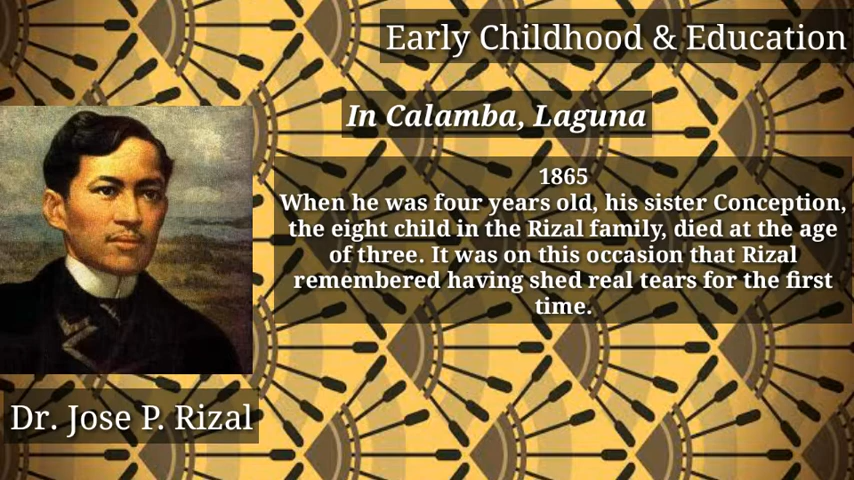 Early Childhood & Education
In Calamba, Laguna
1865
When he was four years old, his sister Conception,
the eight child in the Rizal family, died at the age
of three. It was on this occasion that Rizal
remembered having shed real tears for the first
time.
Dr. Jose P. Rizal